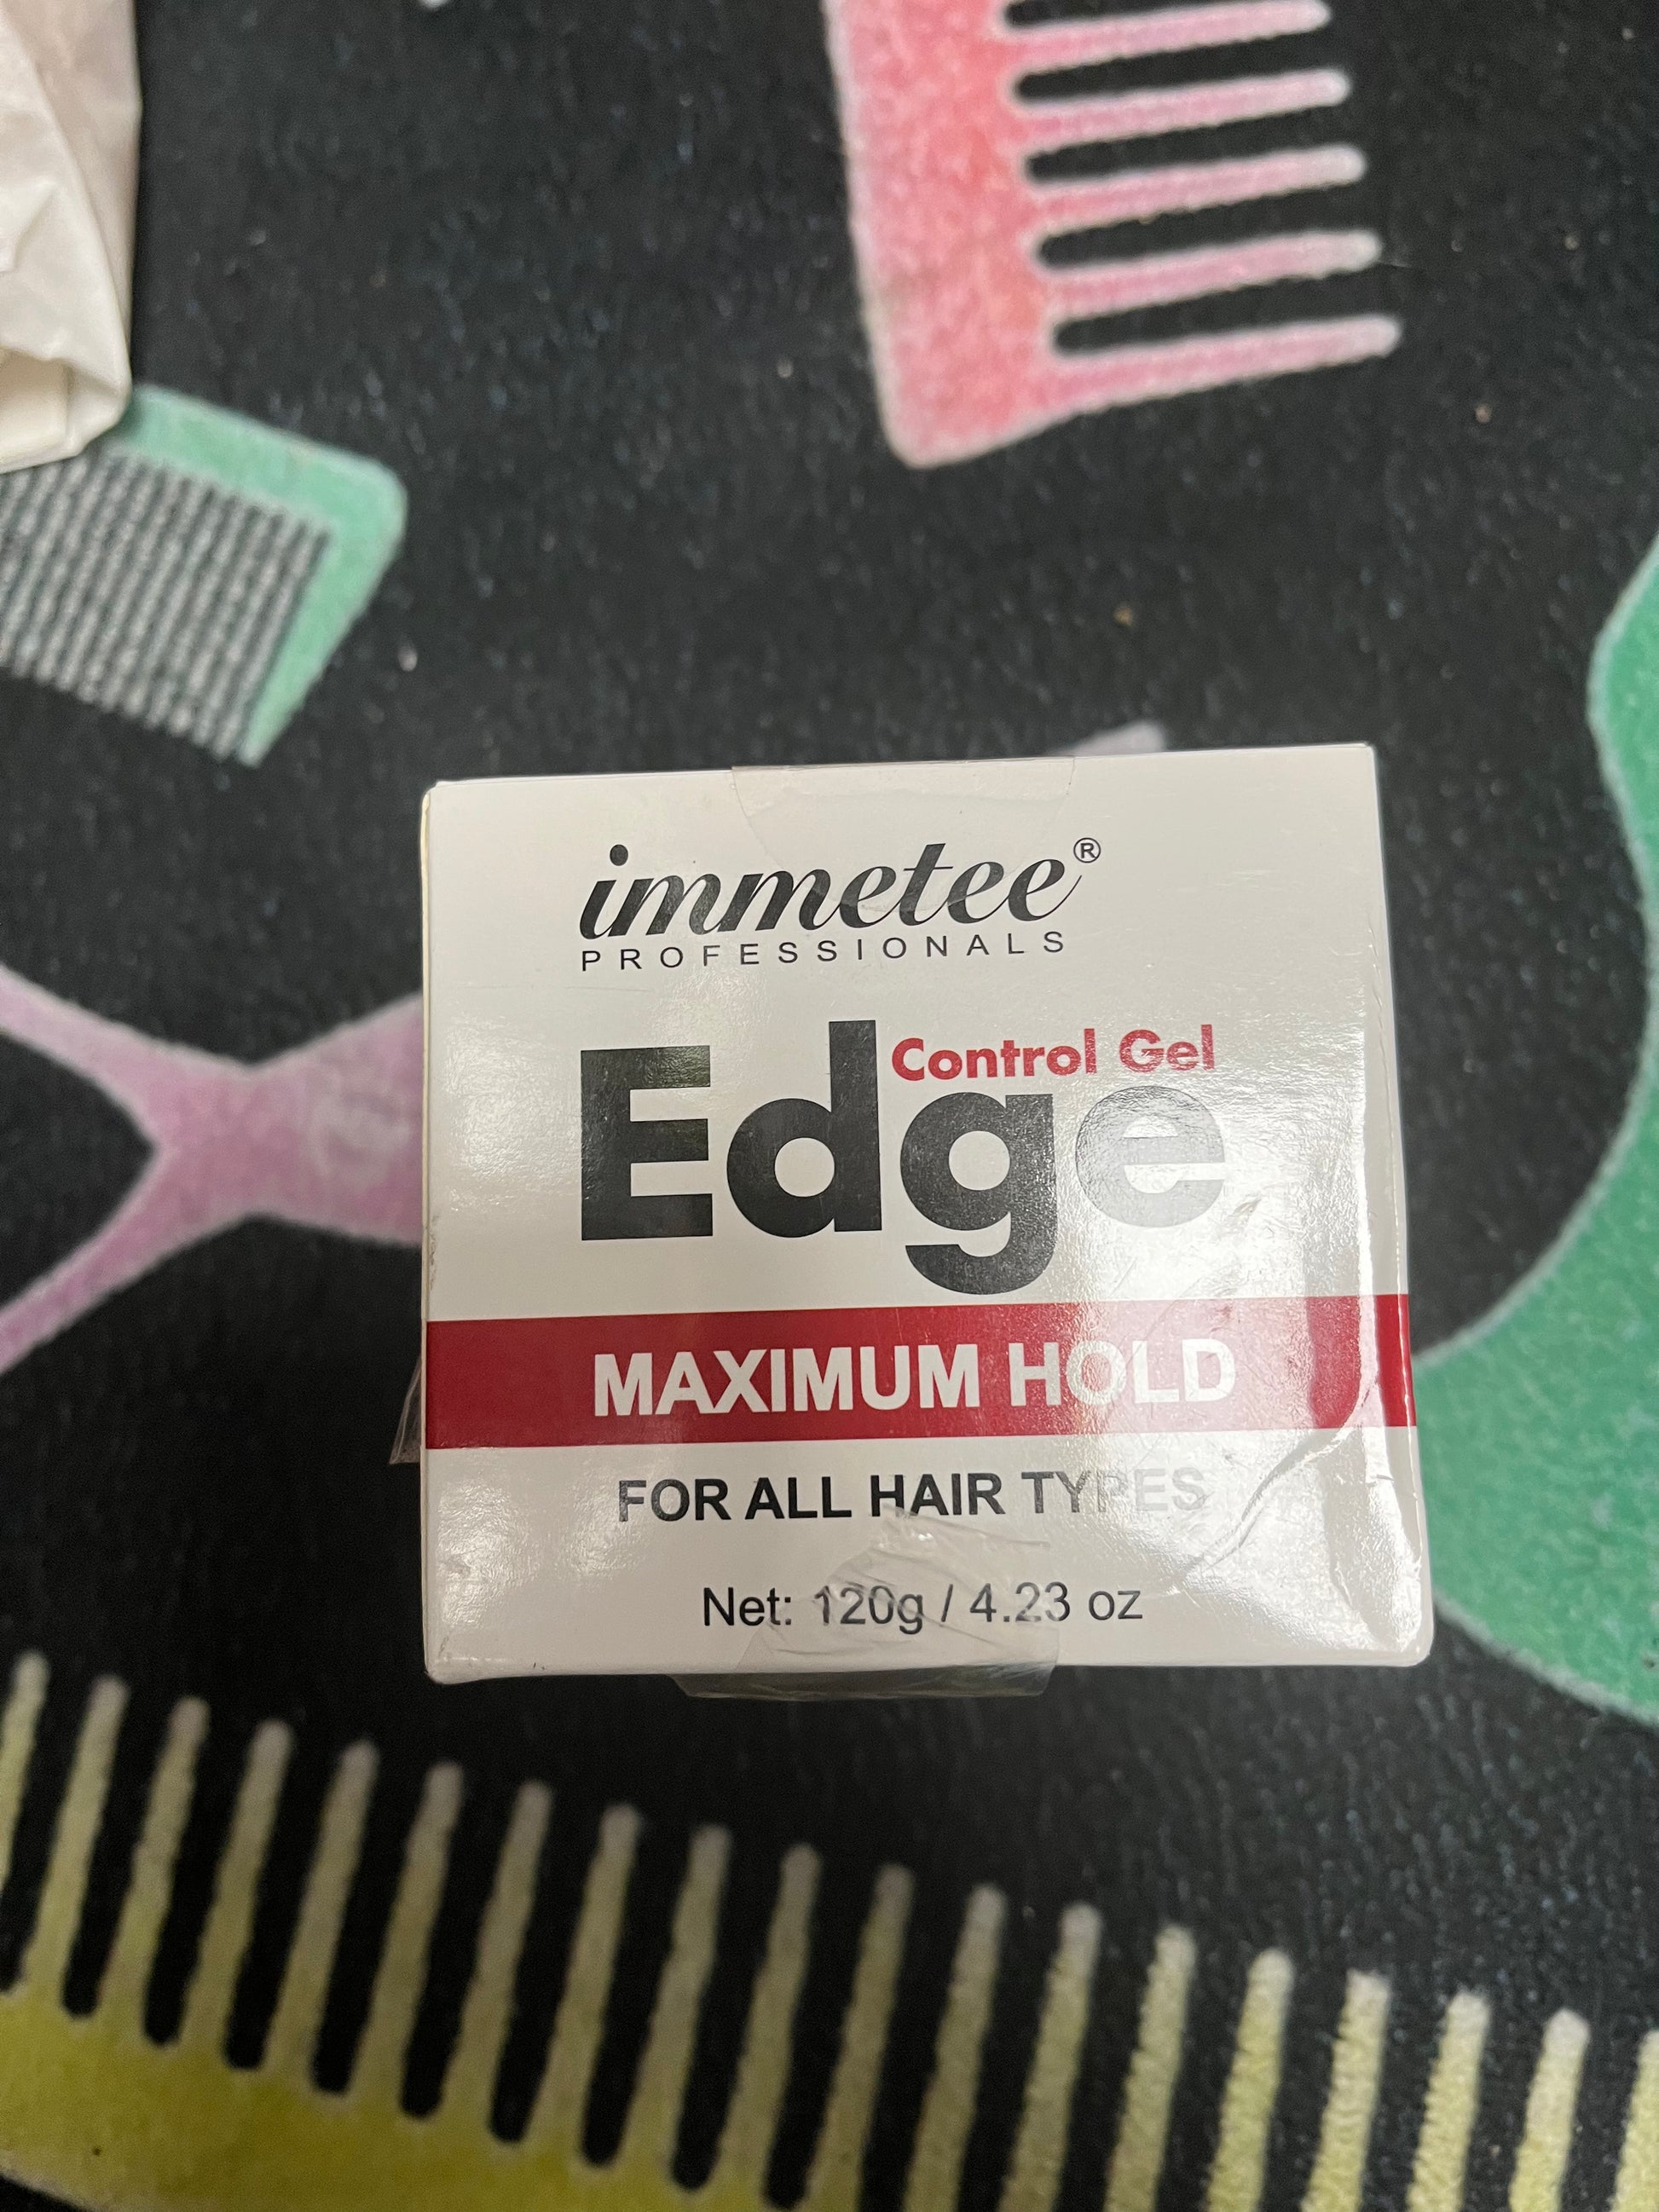 immetee®
PROFESSIONALS
Control Gel
Edge
MAXIMUM HOLD
FOR ALL HAIR TYPES
Net: 120g / 4.23 oz